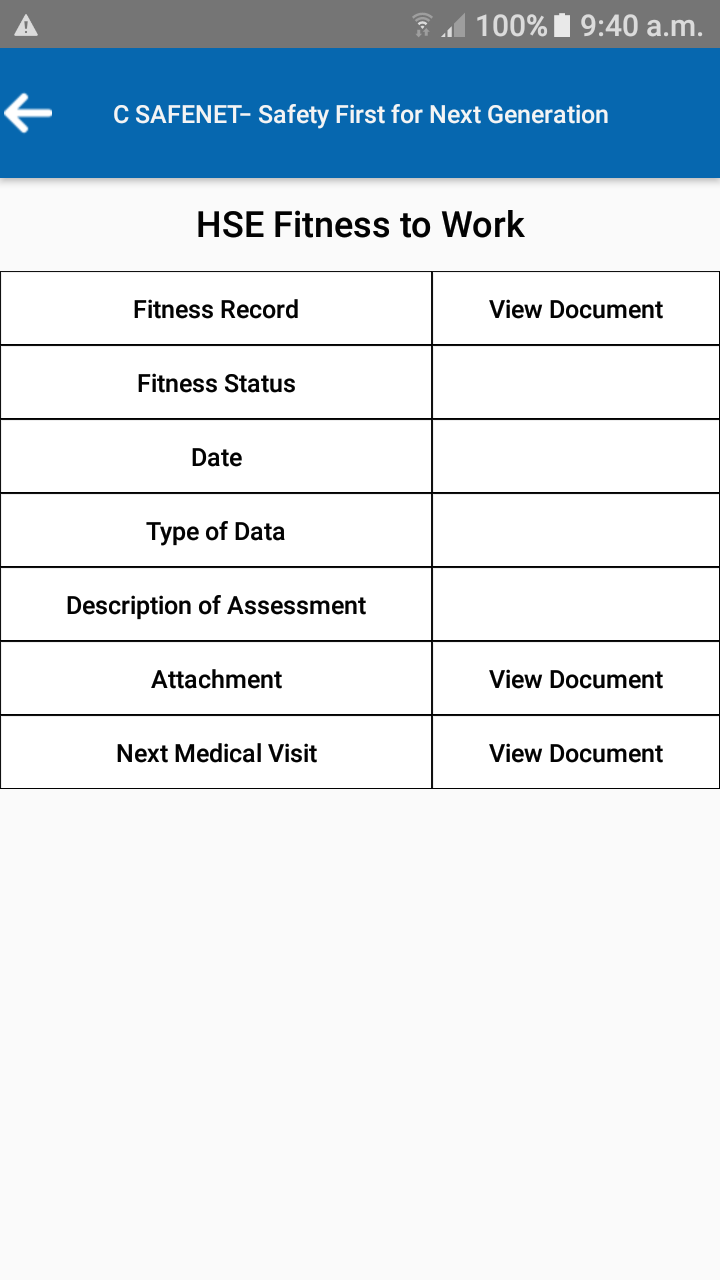 100% 9:40 a.m.
C SAFENET– Safety First for Next Generation
HSE Fitness to Work
Fitness Record View Document
Fitness Status
Date
Type of Data
Description of Assessment
Attachment View Document
Next Medical Visit View Document